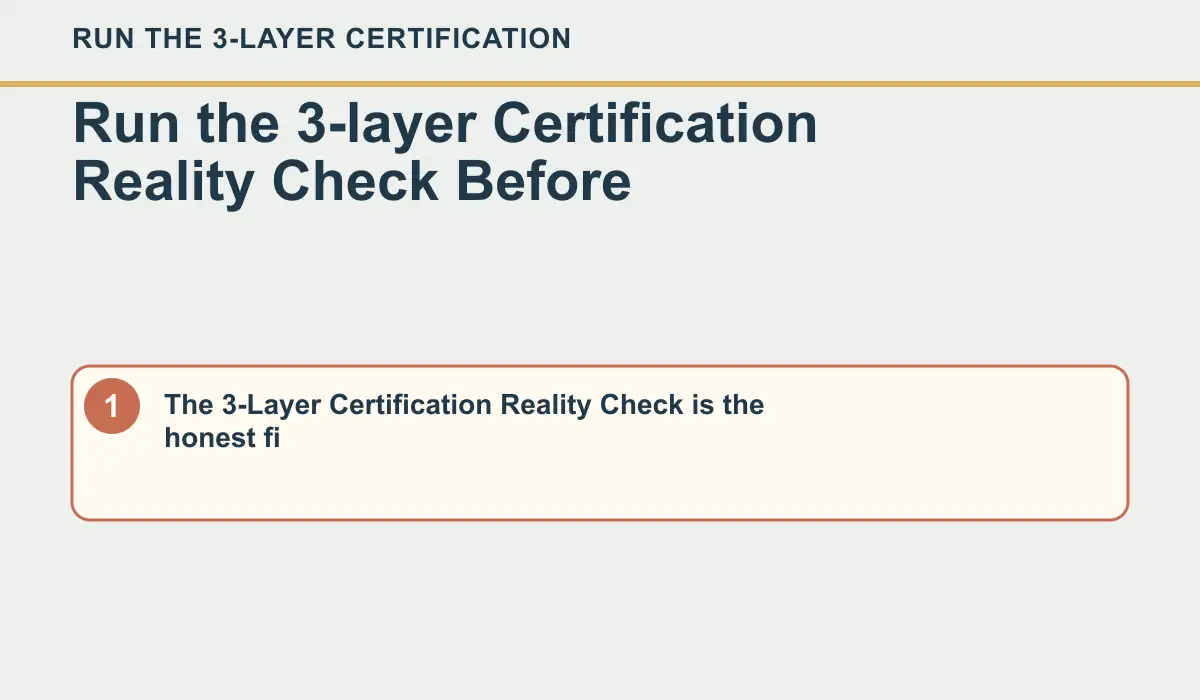 RUN THE 3-LAYER CERTIFICATION
Run the 3-layer Certification
Reality Check Before
1
The 3-Layer Certification Reality Check is the
honest fi